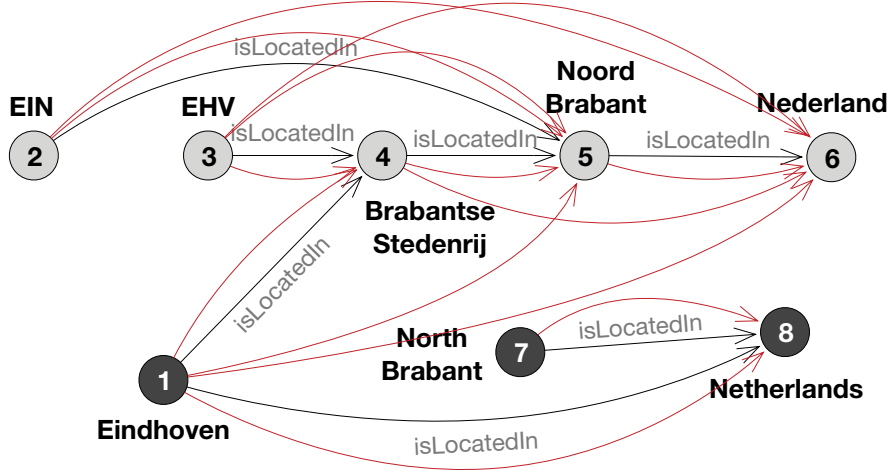 isLocatedIn
EIN
EHV
Noord
Brabant
Nederland
isLocatedIn
isLocatedIn
isLocatedIn
2
3
4
5
6
Brabantse
Stedenrij
isLocatedIn
North
Brabant
isLocatedIn
7
8
1
Netherlands
Eindhoven
isLocatedIn